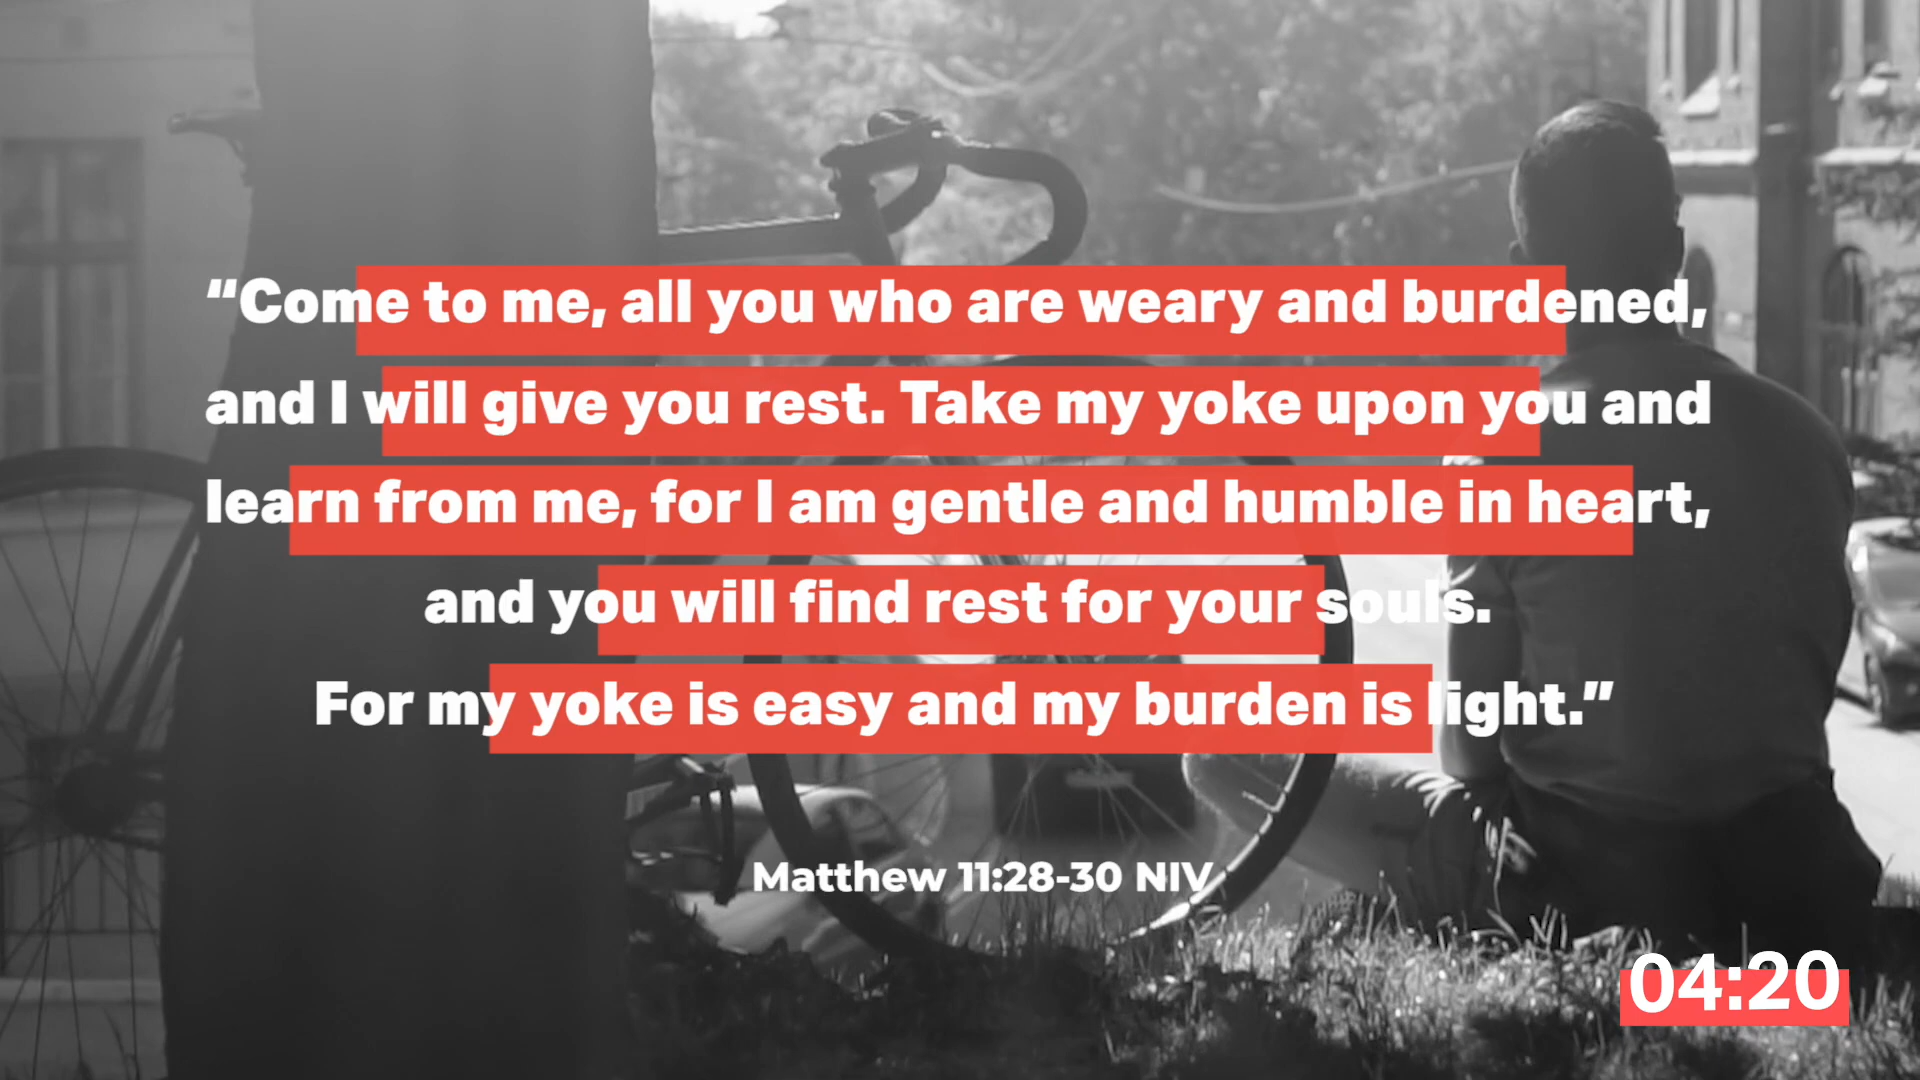 “Come to me, all you who are weary and burdened,
and I will give you rest. Take my yoke upon you and
learn from me, for I am gentle and humble in heart,
and you will find rest for your souls.
For my yoke is easy and my burden is light.”
Matthew 11:28-30 NIV
04:20